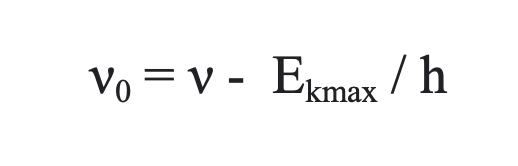 ν₀ = ν - E_kmax / h